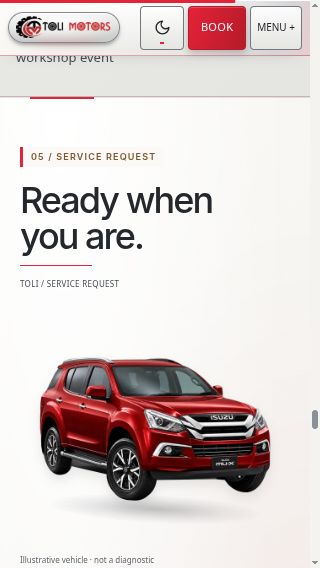 TOLI MOTORS
BOOK
MENU +
workshop event
05 / SERVICE REQUEST
Ready when
you are.
TOLI / SERVICE REQUEST
ISUZU
MU-X
Illustrative vehicle · not a diagnostic